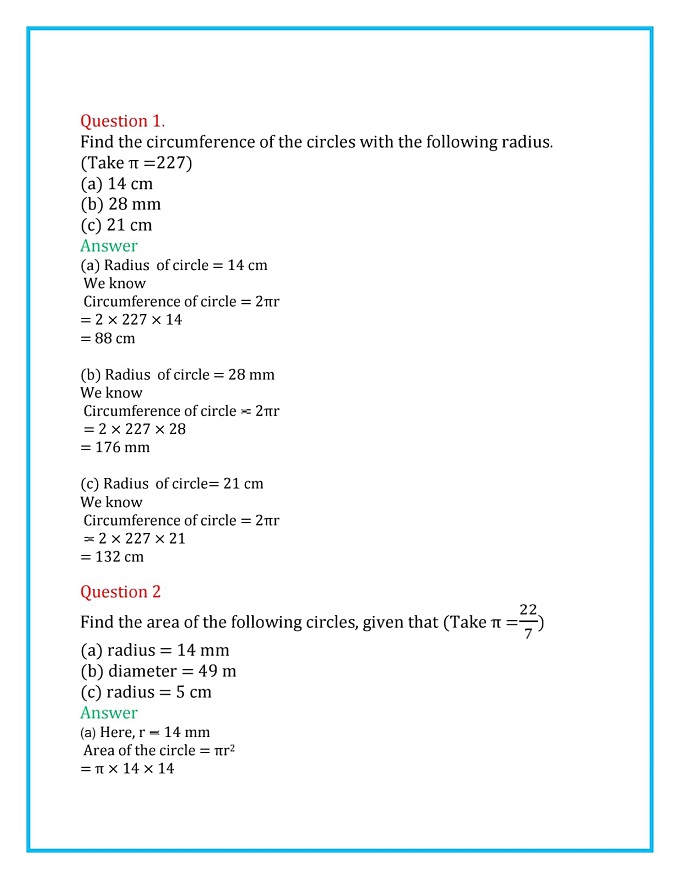 Question 1.
Find the circumference of the circles with the following radius.
(Take π =227)
(a) 14 cm
(b) 28 mm
(c) 21 cm
Answer
(a) Radius of circle = 14 cm
We know
Circumference of circle = 2πr
= 2 × 227 × 14
= 88 cm
(b) Radius of circle = 28 mm
We know
Circumference of circle = 2πr
= 2 × 227 × 28
= 176 mm
(c) Radius of circle= 21 cm
We know
Circumference of circle = 2πr
= 2 × 227 × 21
= 132 cm
Question 2
Find the area of the following circles, given that (Take π =22/7)
(a) radius = 14 mm
(b) diameter = 49 m
(c) radius = 5 cm
Answer
(a) Here, r = 14 mm
Area of the circle = πr²
= π × 14 × 14